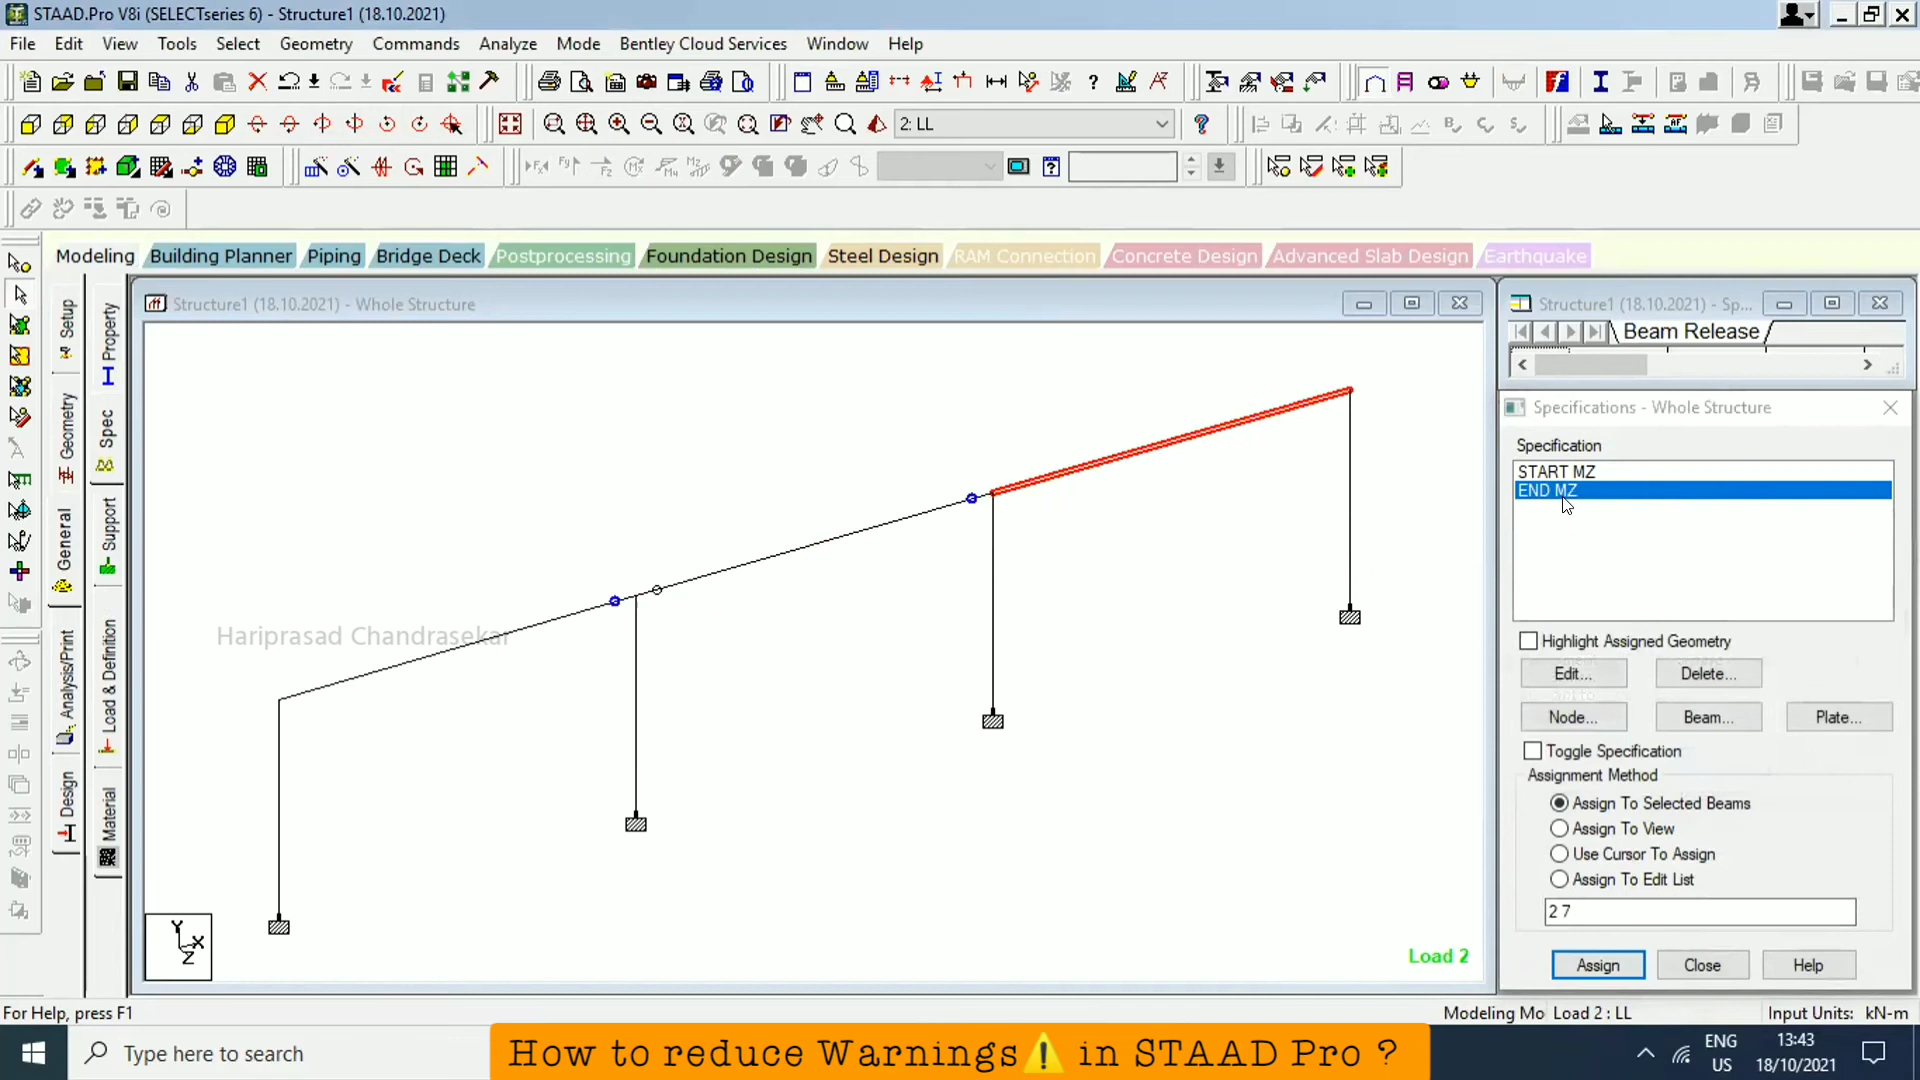 STAAD.Pro V8i (SELECTseries 6) - Structure1 (18.10.2021)
File Edit View Tools Select Geometry Commands Analyze Mode Bentley Cloud Services Window Help
2: LL
Modeling Building Planner Piping Bridge Deck Postprocessing Foundation Design Steel Design RAM Connection Concrete Design Advanced Slab Design Earthquake
Setup
Geometry
General
Analysis/Print
Design
Property
Spec
Support
Load & Definition
Material
Structure1 (18.10.2021) - Whole Structure
Hariprasad Chandrasekar
Y
X
Z
Load 2
Structure1 (18.10.2021) - Sp...
Beam Release
Specifications - Whole Structure
Specification
START MZ
END MZ
Highlight Assigned Geometry
Edit... Delete...
Node... Beam... Plate...
Toggle Specification
Assignment Method
Assign To Selected Beams
Assign To View
Use Cursor To Assign
Assign To Edit List
2 7
Assign Close Help
For Help, press F1
Modeling Mo Load 2 : LL Input Units: kN-m
Type here to search
How to reduce Warnings⚠️ in STAAD Pro ?
ENG
US
13:43
18/10/2021